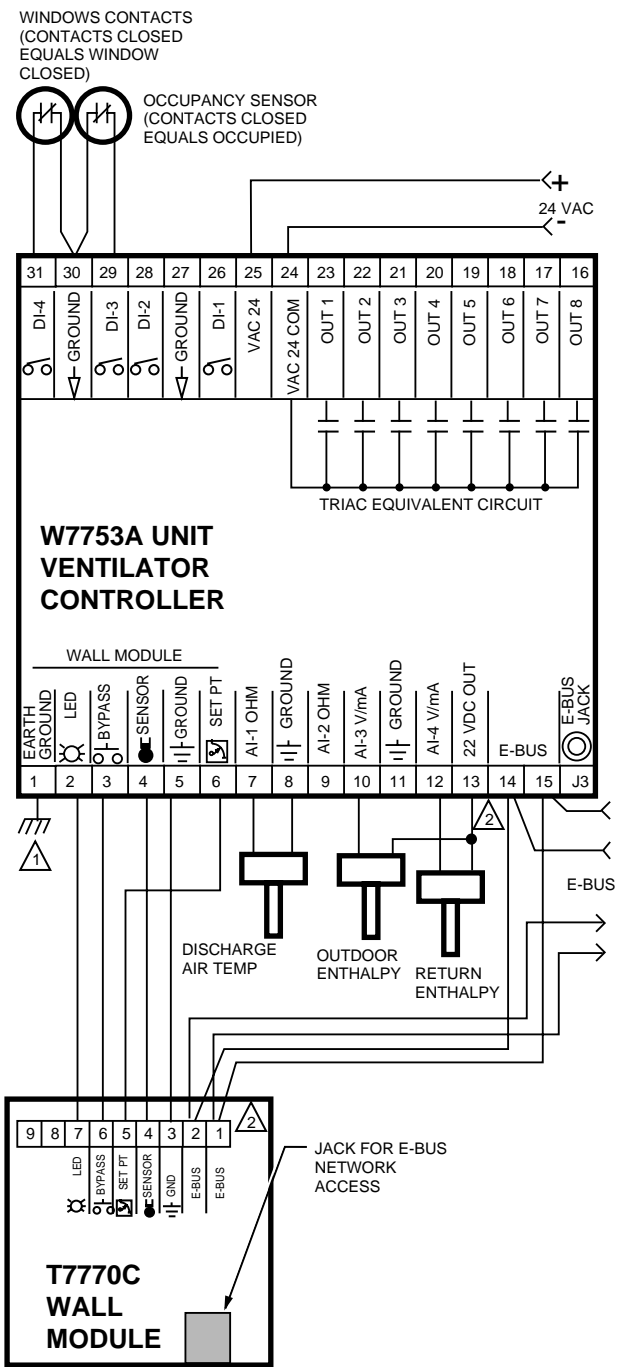 WINDOWS CONTACTS
(CONTACTS CLOSED
EQUALS WINDOW
CLOSED)
OCCUPANCY SENSOR
(CONTACTS CLOSED
EQUALS OCCUPIED)
+
24 VAC
-
31 30 29 28 27 26 25 24 23 22 21 20 19 18 17 16
DI-4
GROUND
DI-3
DI-2
GROUND
DI-1
VAC 24
VAC 24 COM
OUT 1
OUT 2
OUT 3
OUT 4
OUT 5
OUT 6
OUT 7
OUT 8
TRIAC EQUIVALENT CIRCUIT
W7753A UNIT
VENTILATOR
CONTROLLER
WALL MODULE
EARTH
GROUND
LED
BYPASS
SENSOR
GROUND
SET PT
AI-1 OHM
GROUND
AI-2 OHM
AI-3 V/mA
GROUND
AI-4 V/mA
22 VDC OUT
E-BUS
E-BUS
JACK
1 2 3 4 5 6 7 8 9 10 11 12 13 14 15 J3
1
2
E-BUS
DISCHARGE
AIR TEMP
OUTDOOR
ENTHALPY
RETURN
ENTHALPY
9 8 7 6 5 4 3 2 1
2
LED
BYPASS
SET PT
SENSOR
GND
E-BUS
E-BUS
JACK FOR E-BUS
NETWORK
ACCESS
T7770C
WALL
MODULE